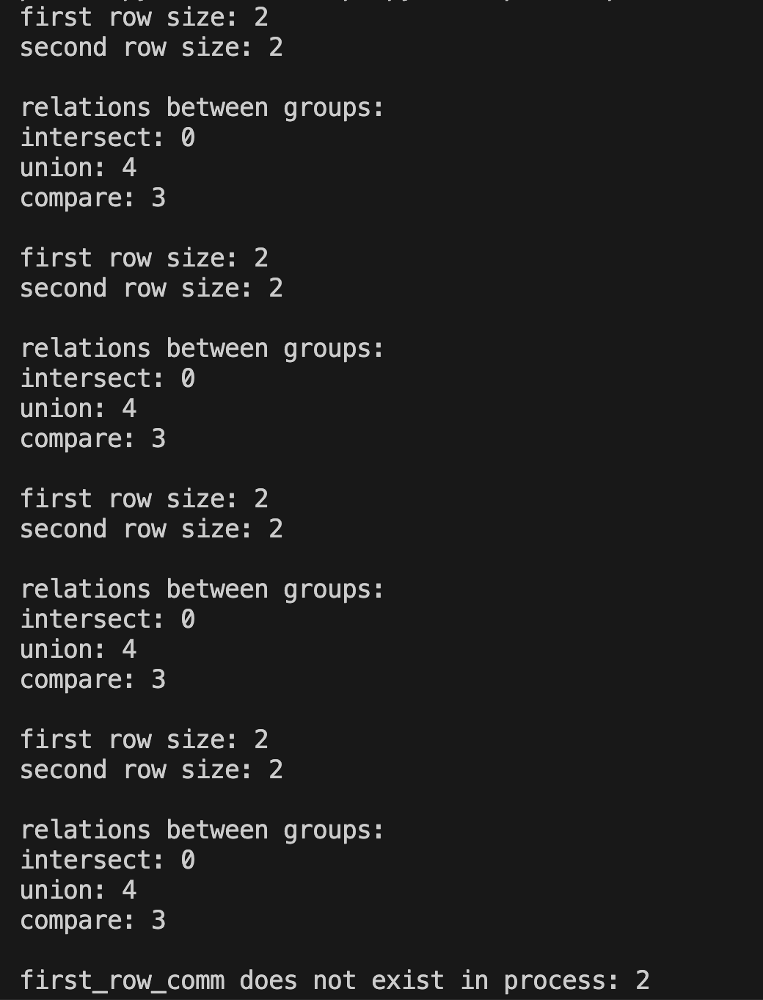 first row size: 2
second row size: 2
relations between groups:
intersect: 0
union: 4
compare: 3
first row size: 2
second row size: 2
relations between groups:
intersect: 0
union: 4
compare: 3
first row size: 2
second row size: 2
relations between groups:
intersect: 0
union: 4
compare: 3
first row size: 2
second row size: 2
relations between groups:
intersect: 0
union: 4
compare: 3
first_row_comm does not exist in process: 2